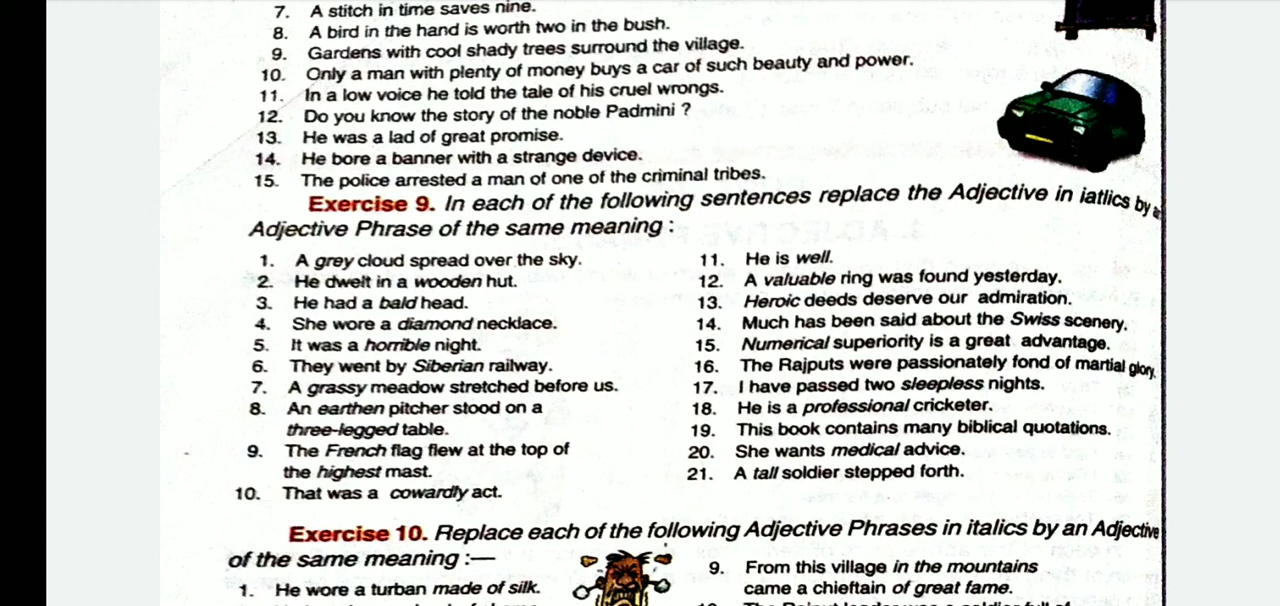 7. A stitch in time saves nine.
8. A bird in the hand is worth two in the bush.
9. Gardens with cool shady trees surround the village.
10. Only a man with plenty of money buys a car of such beauty and power.
11. In a low voice he told the tale of his cruel wrongs.
12. Do you know the story of the noble Padmini ?
13. He was a lad of great promise.
14. He bore a banner with a strange device.
15. The police arrested a man of one of the criminal tribes.
Exercise 9. In each of the following sentences replace the Adjective in iatlics by
Adjective Phrase of the same meaning :
1. A grey cloud spread over the sky.
2. He dwelt in a wooden hut.
3. He had a bald head.
4. She wore a diamond necklace.
5. It was a horrible night.
6. They went by Siberian railway.
7. A grassy meadow stretched before us.
8. An earthen pitcher stood on a
three-legged table.
9. The French flag flew at the top of
the highest mast.
10. That was a cowardly act.
11. He is well.
12. A valuable ring was found yesterday.
13. Heroic deeds deserve our admiration.
14. Much has been said about the Swiss scenery.
15. Numerical superiority is a great advantage.
16. The Rajputs were passionately fond of martial glory.
17. I have passed two sleepless nights.
18. He is a professional cricketer.
19. This book contains many biblical quotations.
20. She wants medical advice.
21. A tall soldier stepped forth.
Exercise 10. Replace each of the following Adjective Phrases in italics by an Adjective
of the same meaning :—
1. He wore a turban made of silk.
9. From this village in the mountains
came a chieftain of great fame.